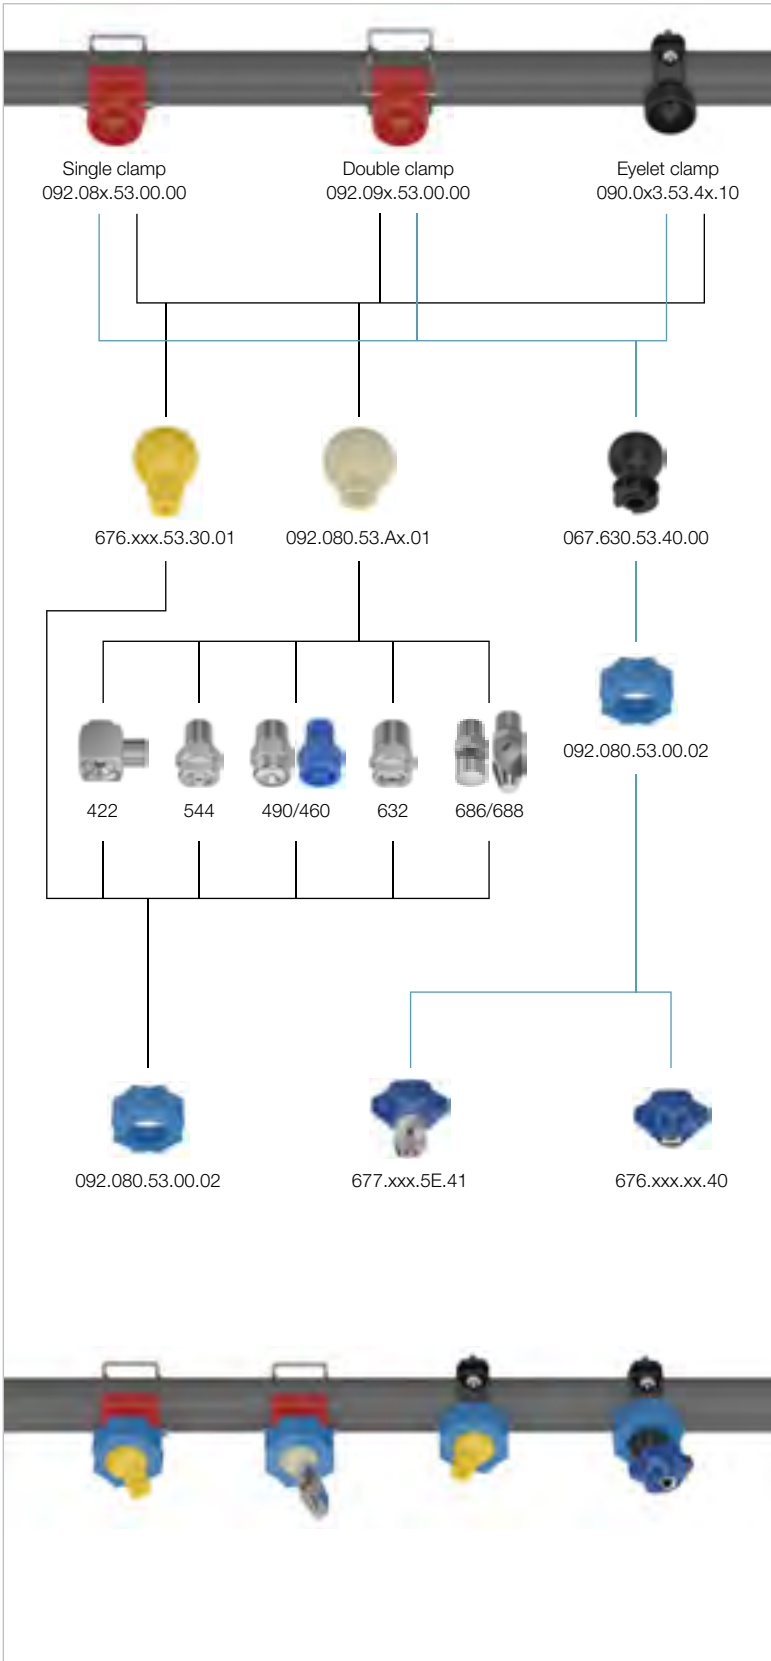 Single clamp
092.08x.53.00.00
Double clamp
092.09x.53.00.00
Eyelet clamp
090.0x3.53.4x.10
676.xxx.53.30.01
092.080.53.Ax.01
067.630.53.40.00
092.080.53.00.02
422
544
490/460
632
686/688
092.080.53.00.02
677.xxx.5E.41
676.xxx.xx.40